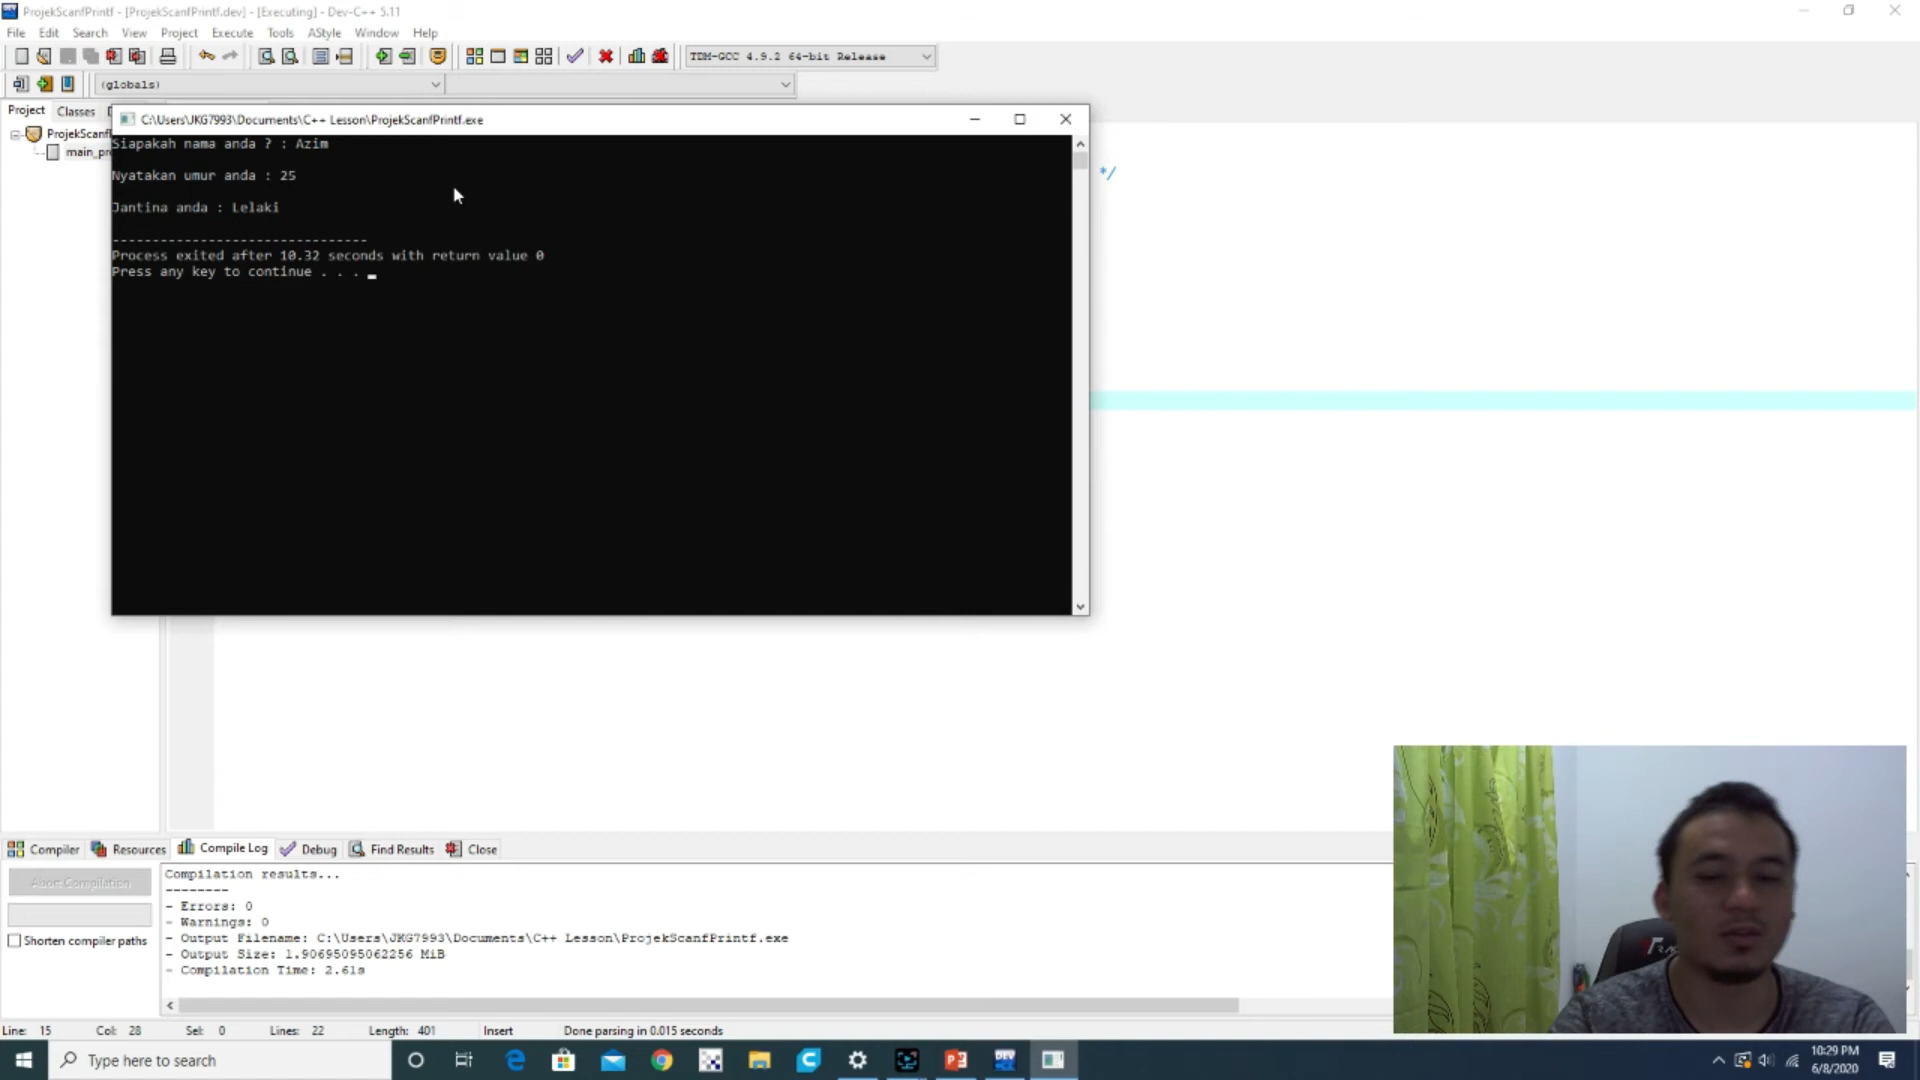 ProjekScanfPrintf - [ProjekScanfPrintf.dev] - [Executing] - Dev-C++ 5.11
File Edit Search View Project Execute Tools AStyle Window Help
TDM-GCC 4.9.2 64-bit Release
(globals)
Project Classes
ProjekScanf
main_pr
C:\Users\JKG7993\Documents\C++ Lesson\ProjekScanfPrintf.exe
Siapakah nama anda ? : Azim
*/
Nyatakan umur anda : 25
Jantina anda : Lelaki
--------------------------------
Process exited after 10.32 seconds with return value 0
Press any key to continue . . .
Compiler Resources Compile Log Debug Find Results Close
Abort Compilation
Shorten compiler paths
Compilation results...
--------
- Errors: 0
- Warnings: 0
- Output Filename: C:\Users\JKG7993\Documents\C++ Lesson\ProjekScanfPrintf.exe
- Output Size: 1.90695095062256 MiB
- Compilation Time: 2.61s
Line: 15 Col: 28 Sel: 0 Lines: 22 Length: 401 Insert Done parsing in 0.015 seconds
Type here to search
DEV
10:29 PM
6/8/2020